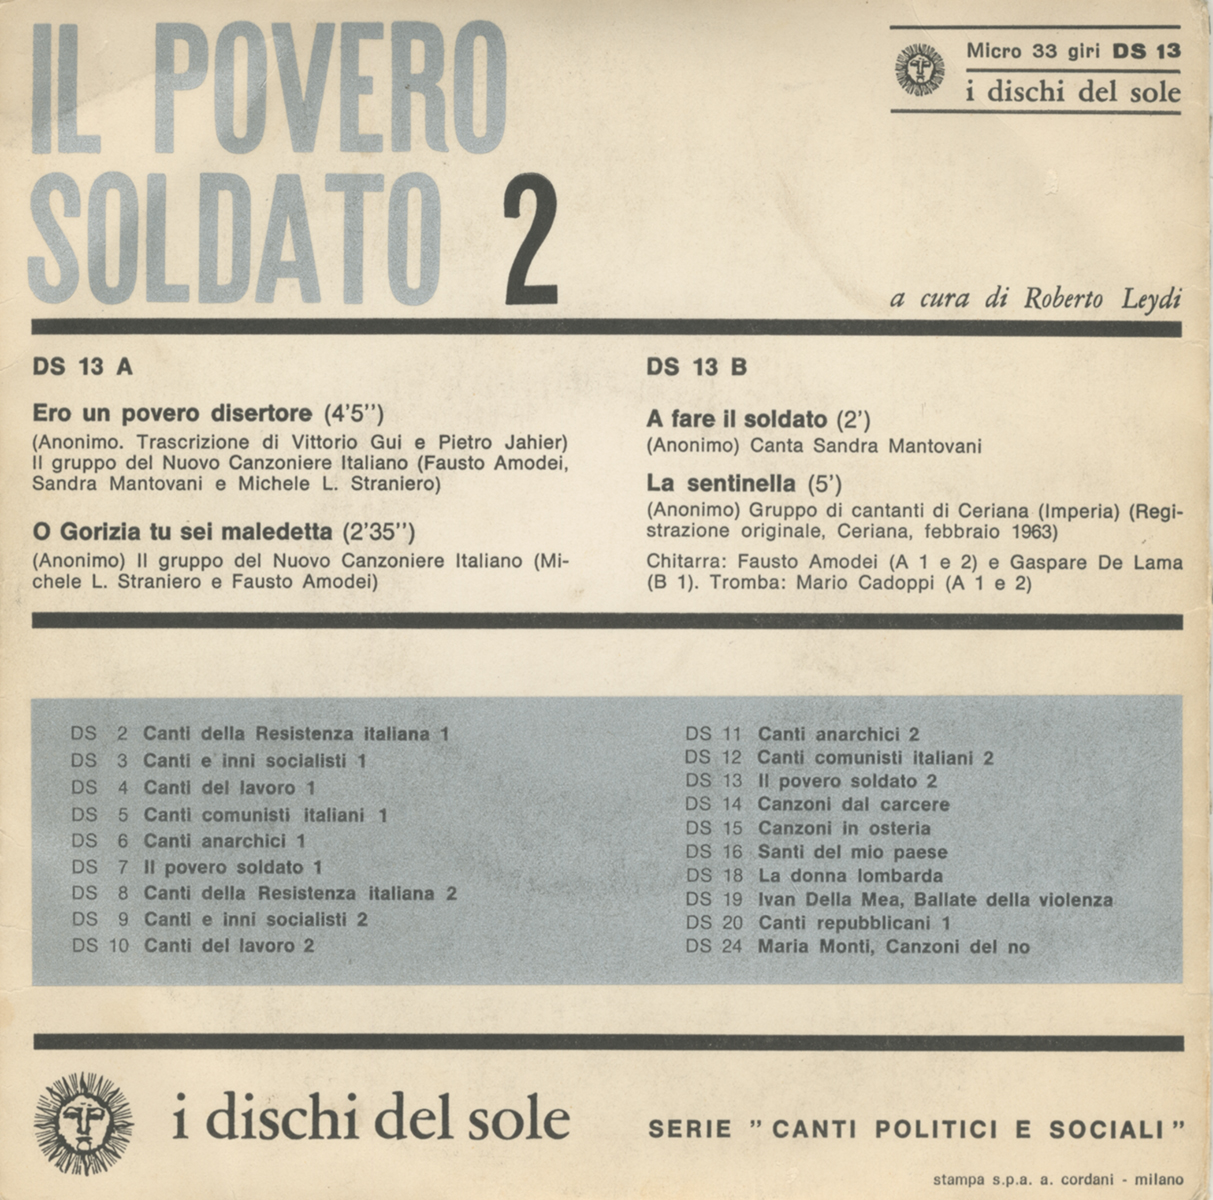 IL POVERO
SOLDATO 2
Micro 33 giri DS 13
i dischi del sole
a cura di Roberto Leydi
DS 13 A
Ero un povero disertore (4'5'')
(Anonimo. Trascrizione di Vittorio Gui e Pietro Jahier)
Il gruppo del Nuovo Canzoniere Italiano (Fausto Amodei,
Sandra Mantovani e Michele L. Straniero)
O Gorizia tu sei maledetta (2'35'')
(Anonimo) Il gruppo del Nuovo Canzoniere Italiano (Mi-
chele L. Straniero e Fausto Amodei)
DS 13 B
A fare il soldato (2')
(Anonimo) Canta Sandra Mantovani
La sentinella (5')
(Anonimo) Gruppo di cantanti di Ceriana (Imperia) (Regi-
strazione originale, Ceriana, febbraio 1963)
Chitarra: Fausto Amodei (A 1 e 2) e Gaspare De Lama
(B 1). Tromba: Mario Cadoppi (A 1 e 2)
DS 2 Canti della Resistenza italiana 1
DS 3 Canti e inni socialisti 1
DS 4 Canti del lavoro 1
DS 5 Canti comunisti italiani 1
DS 6 Canti anarchici 1
DS 7 Il povero soldato 1
DS 8 Canti della Resistenza italiana 2
DS 9 Canti e inni socialisti 2
DS 10 Canti del lavoro 2
DS 11 Canti anarchici 2
DS 12 Canti comunisti italiani 2
DS 13 Il povero soldato 2
DS 14 Canzoni dal carcere
DS 15 Canzoni in osteria
DS 16 Santi del mio paese
DS 18 La donna lombarda
DS 19 Ivan Della Mea, Ballate della violenza
DS 20 Canti repubblicani 1
DS 24 Maria Monti, Canzoni del no
i dischi del sole
SERIE " CANTI POLITICI E SOCIALI "
stampa s.p.a. a. cordani - milano